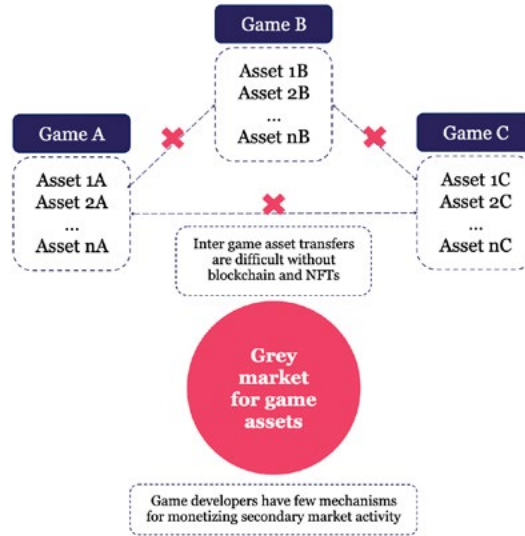 Game B
Asset 1B
Asset 2B
...
Asset nB
Game A
Asset 1A
Asset 2A
...
Asset nA
Game C
Asset 1C
Asset 2C
...
Asset nC
Inter game asset transfers
are difficult without
blockchain and NFTs
Grey
market
for game
assets
Game developers have few mechanisms
for monetizing secondary market activity